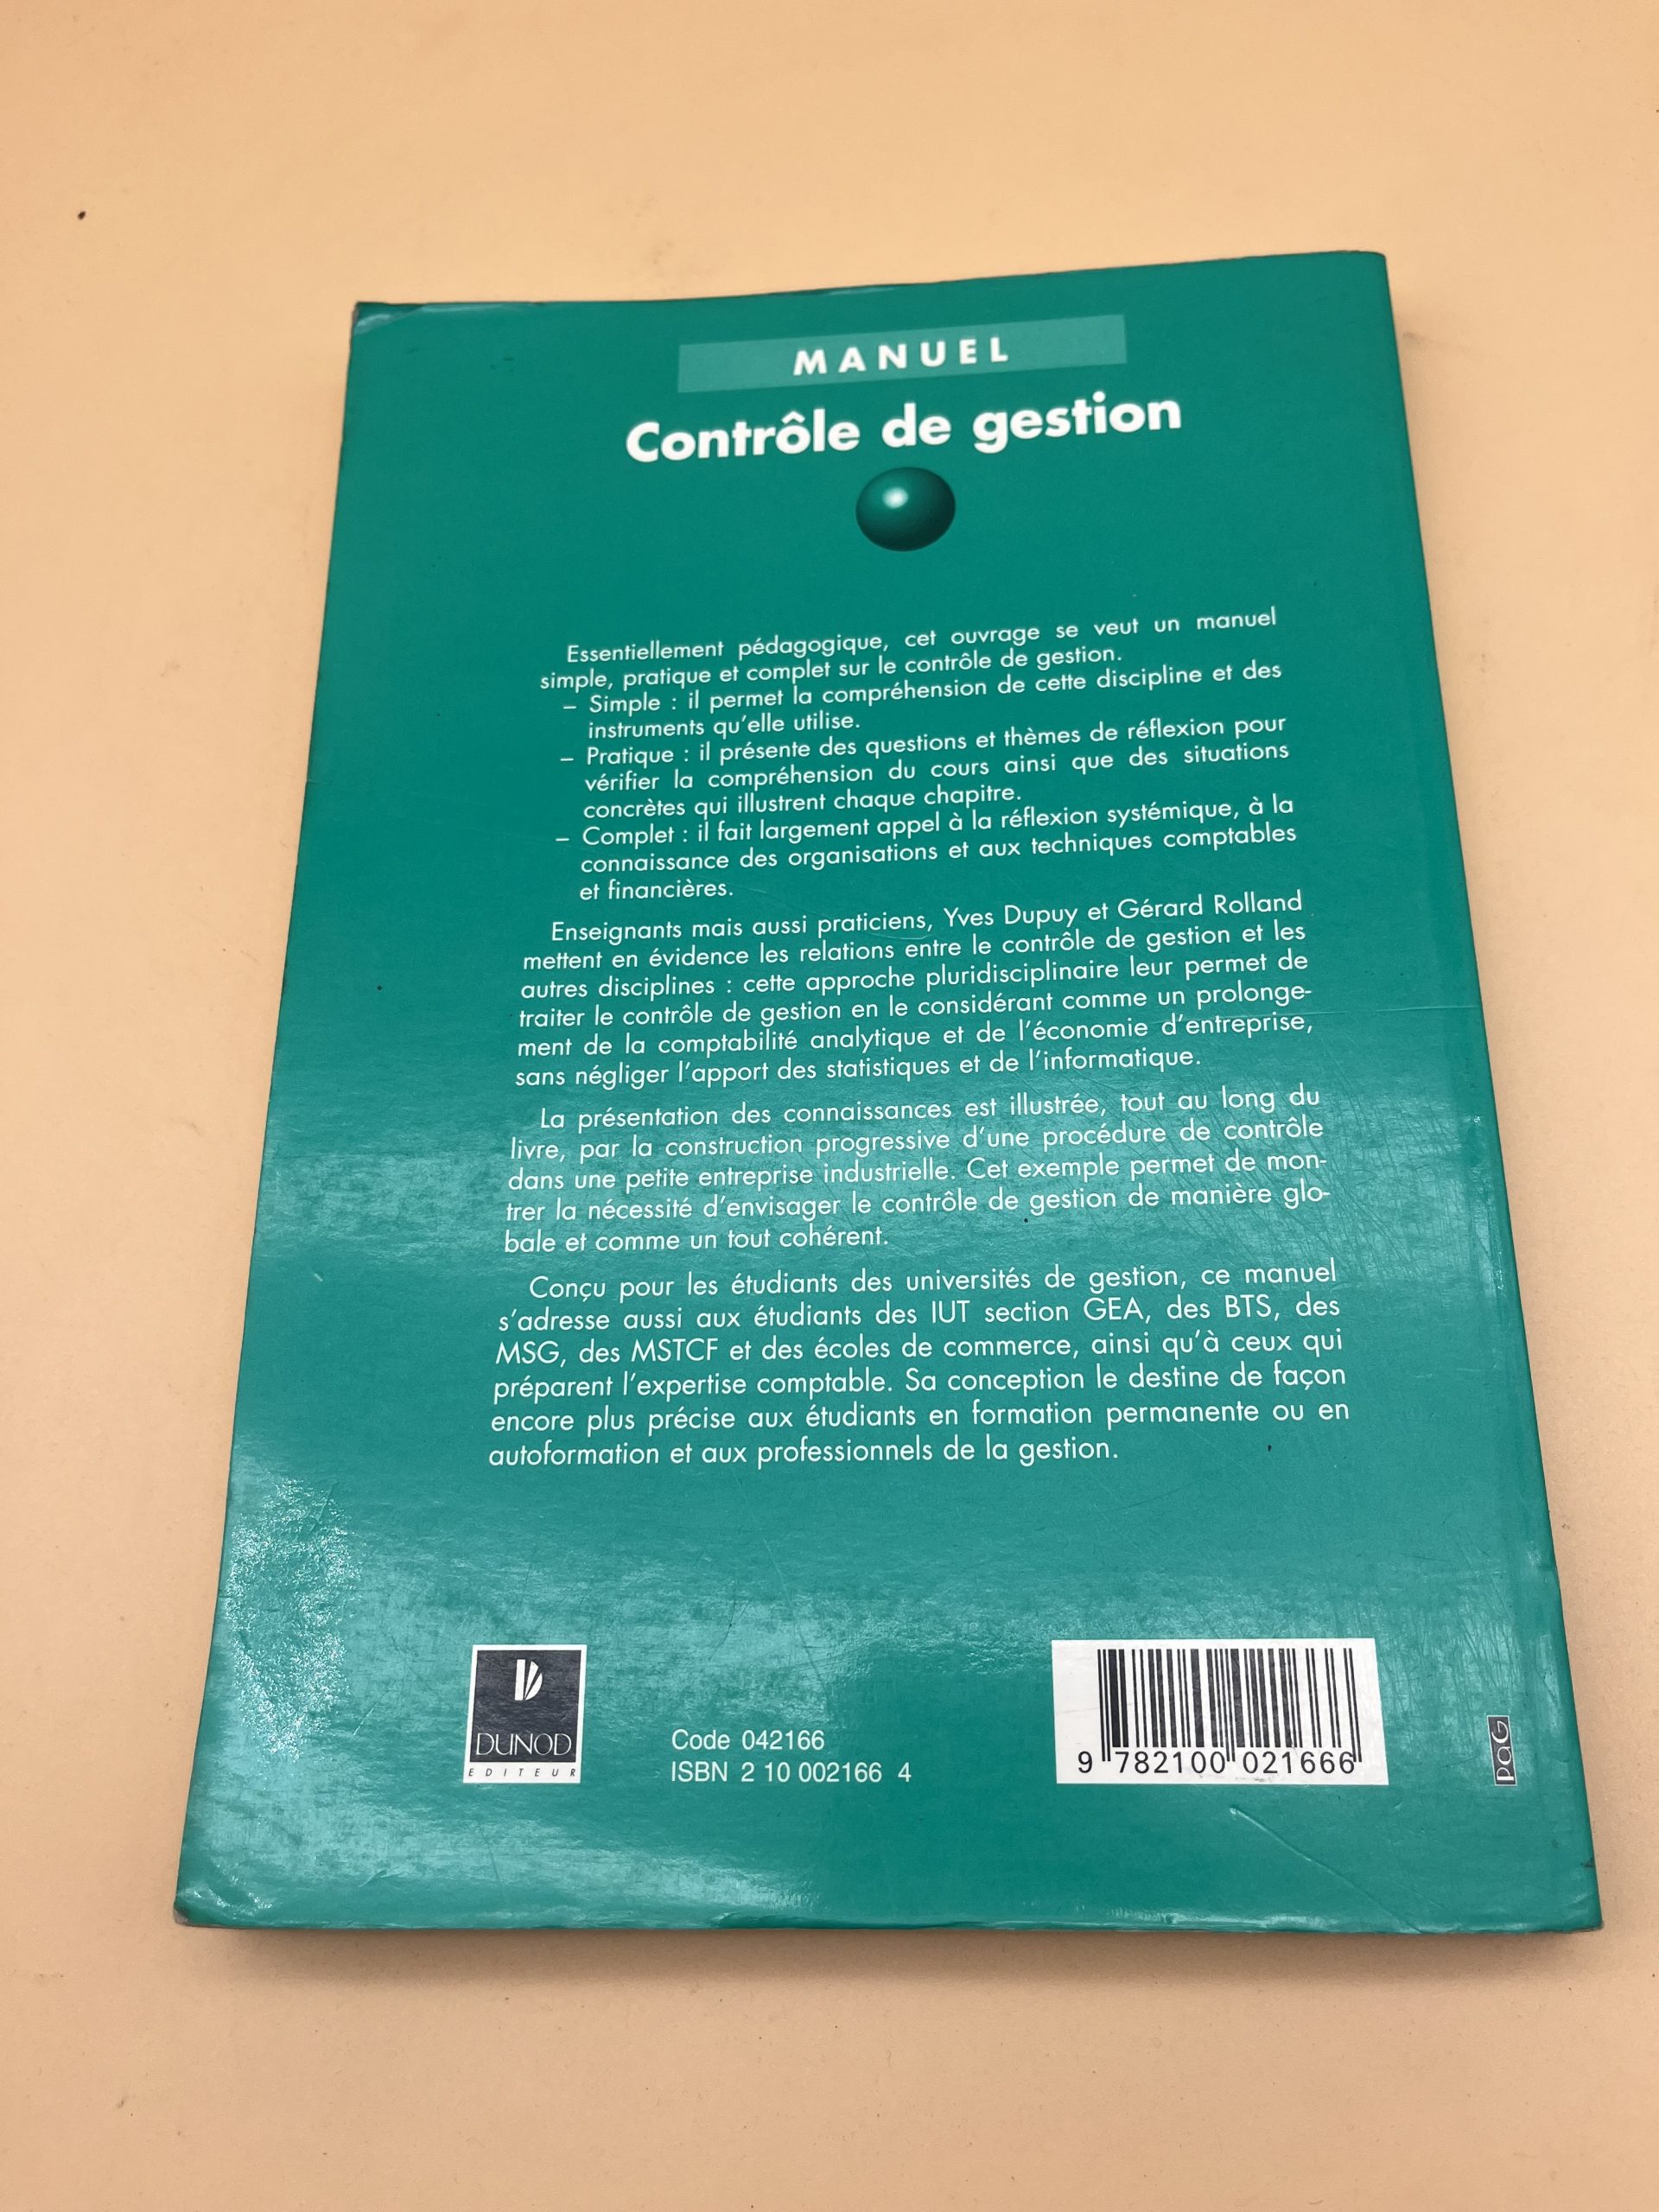 MANUEL
Contrôle de gestion
Essentiellement pédagogique, cet ouvrage se veut un manuel
simple, pratique et complet sur le contrôle de gestion.
– Simple : il permet la compréhension de cette discipline et des
instruments qu'elle utilise.
– Pratique : il présente des questions et thèmes de réflexion pour
vérifier la compréhension du cours ainsi que des situations
concrètes qui illustrent chaque chapitre.
– Complet : il fait largement appel à la réflexion systémique, à la
connaissance des organisations et aux techniques comptables
et financières.
Enseignants mais aussi praticiens, Yves Dupuy et Gérard Rolland
mettent en évidence les relations entre le contrôle de gestion et les
autres disciplines : cette approche pluridisciplinaire leur permet de
traiter le contrôle de gestion en le considérant comme un prolonge-
ment de la comptabilité analytique et de l'économie d'entreprise,
sans négliger l'apport des statistiques et de l'informatique.
La présentation des connaissances est illustrée, tout au long du
livre, par la construction progressive d'une procédure de contrôle
dans une petite entreprise industrielle. Cet exemple permet de mon-
trer la nécessité d'envisager le contrôle de gestion de manière glo-
bale et comme un tout cohérent.
Conçu pour les étudiants des universités de gestion, ce manuel
s'adresse aussi aux étudiants des IUT section GEA, des BTS, des
MSG, des MSTCF et des écoles de commerce, ainsi qu'à ceux qui
préparent l'expertise comptable. Sa conception le destine de façon
encore plus précise aux étudiants en formation permanente ou en
autoformation et aux professionnels de la gestion.
DUNOD
EDITEUR
Code 042166
ISBN 2 10 002166 4
9 782100 021666
PaG